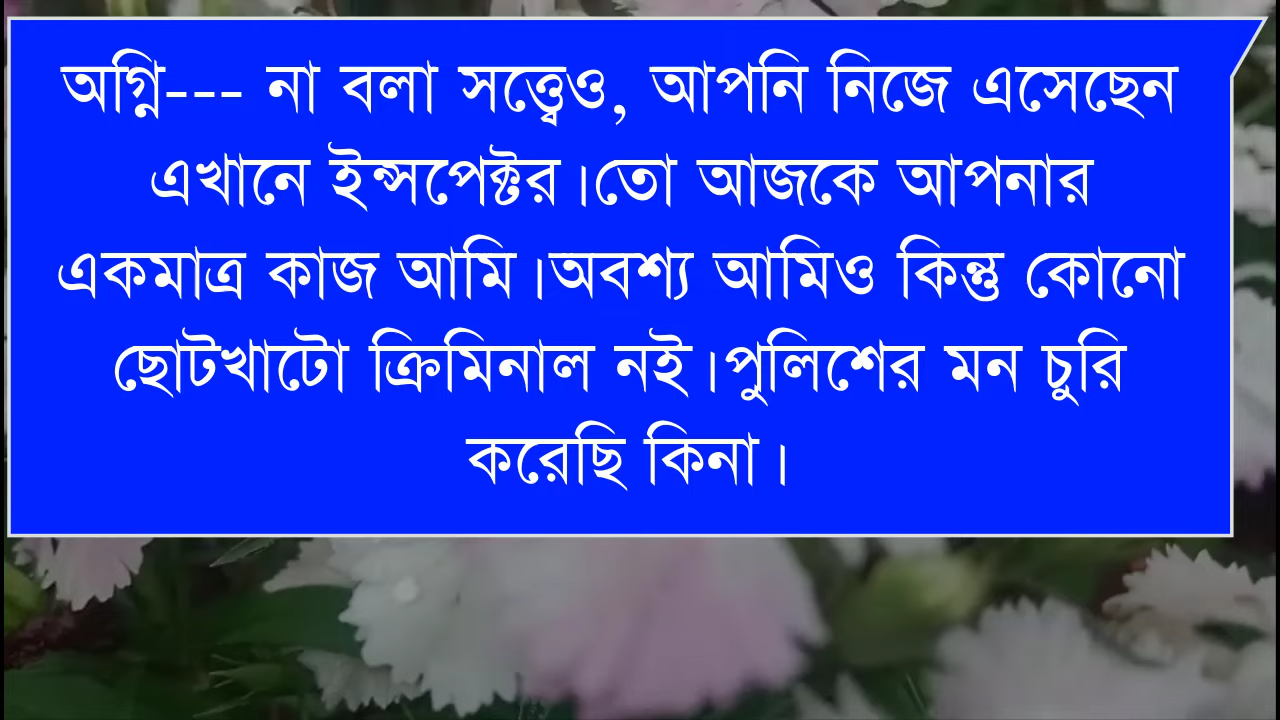 অগ্নি--- না বলা সত্ত্বেও, আপনি নিজে এসেছেন
এখানে ইন্সপেক্টর।তো আজকে আপনার
একমাত্র কাজ আমি।অবশ্য আমিও কিন্তু কোনো
ছোটখাটো ক্রিমিনাল নই।পুলিশের মন চুরি
করেছি কিনা।